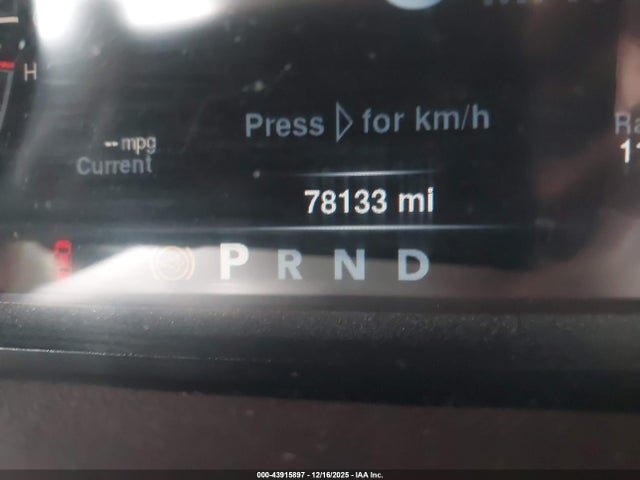 H
Press ▷ for km/h
-- mpg
Current
78133 mi
P R N D
000-43915897 - 12/16/2025 - IAA Inc.